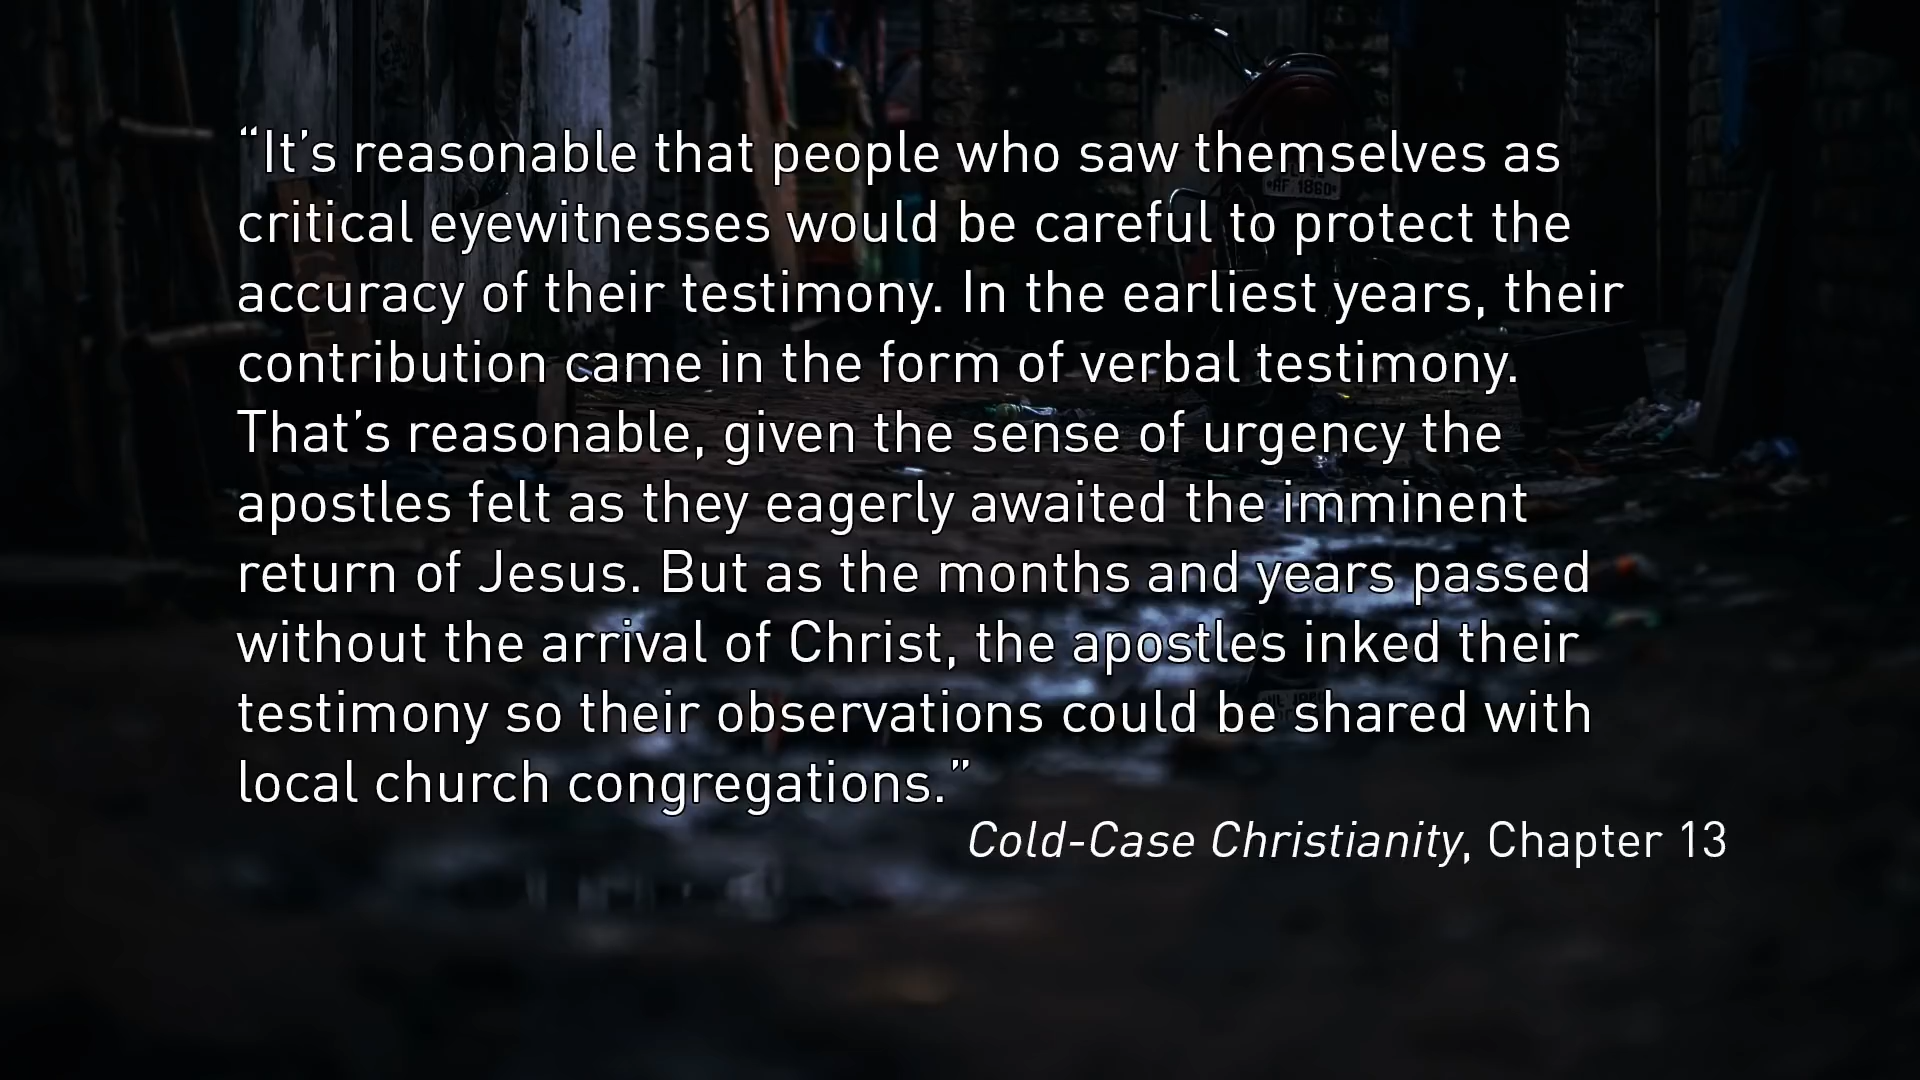 “It’s reasonable that people who saw themselves as
critical eyewitnesses would be careful to protect the
accuracy of their testimony. In the earliest years, their
contribution came in the form of verbal testimony.
That’s reasonable, given the sense of urgency the
apostles felt as they eagerly awaited the imminent
return of Jesus. But as the months and years passed
without the arrival of Christ, the apostles inked their
testimony so their observations could be shared with
local church congregations.”
Cold-Case Christianity, Chapter 13